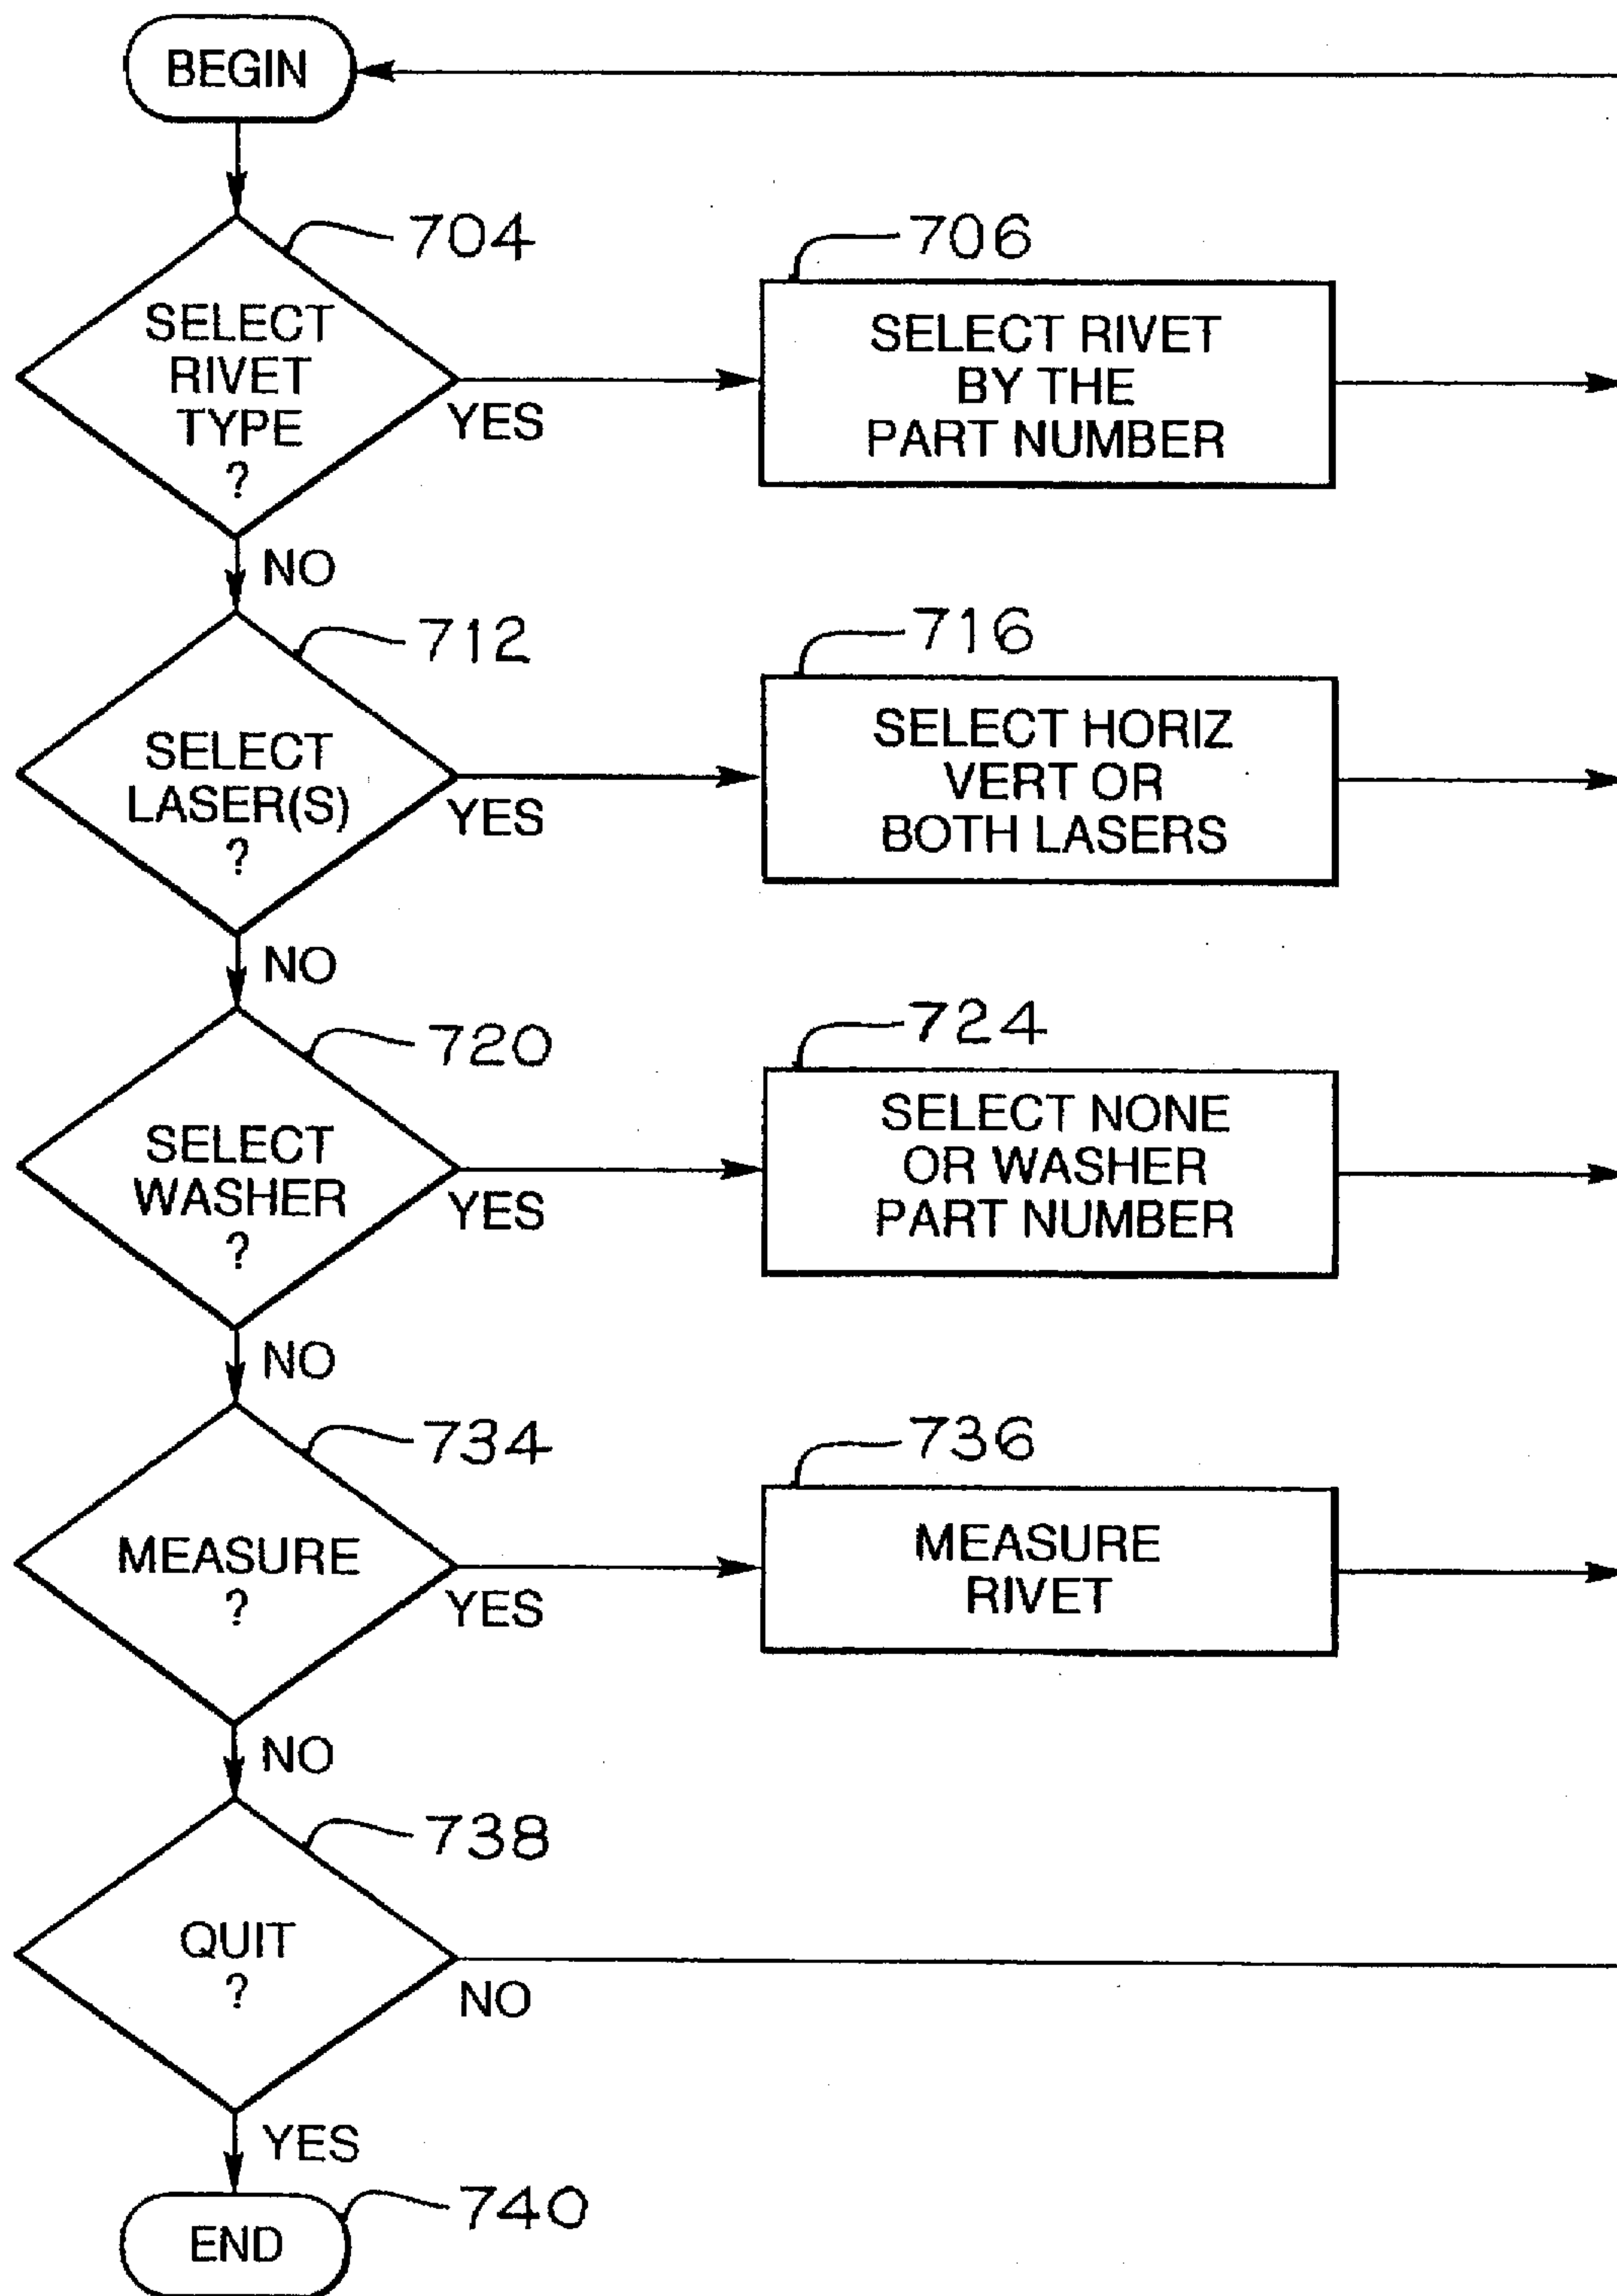 BEGIN
704
SELECT
RIVET
TYPE
?
YES
NO
706
SELECT RIVET
BY THE
PART NUMBER
712
SELECT
LASER(S)
?
YES
NO
716
SELECT HORIZ
VERT OR
BOTH LASERS
720
SELECT
WASHER
?
YES
NO
724
SELECT NONE
OR WASHER
PART NUMBER
734
MEASURE
?
YES
NO
736
MEASURE
RIVET
738
QUIT
?
NO
YES
740
END